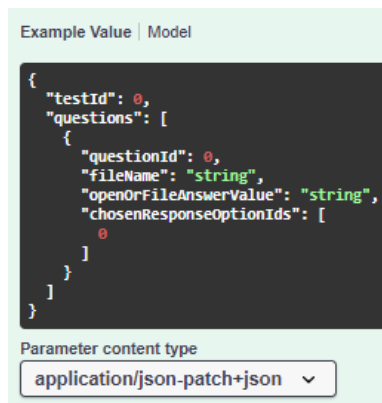 Example Value | Model
{
  "testId": 0,
  "questions": [
    {
      "questionId": 0,
      "fileName": "string",
      "openOrFileAnswerValue": "string",
      "chosenResponseOptionIds": [
        0
      ]
    }
  ]
}
Parameter content type
application/json-patch+json